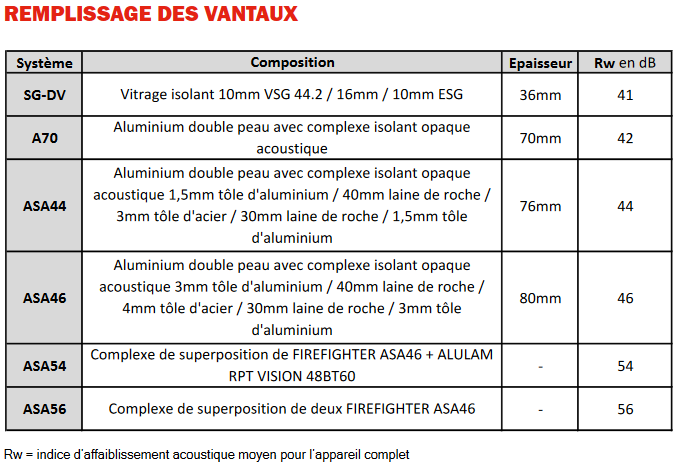 REMPLISSAGE DES VANTAUX
Système Composition Epaisseur Rw en dB
SG-DV Vitrage isolant 10mm VSG 44.2 / 16mm / 10mm ESG 36mm 41
A70 Aluminium double peau avec complexe isolant opaque
acoustique 70mm 42
ASA44 Aluminium double peau avec complexe isolant opaque
acoustique 1,5mm tôle d'aluminium / 40mm laine de roche /
3mm tôle d'acier / 30mm laine de roche / 1,5mm tôle
d'aluminium 76mm 44
ASA46 Aluminium double peau avec complexe isolant opaque
acoustique 3mm tôle d'aluminium / 40mm laine de roche /
4mm tôle d'acier / 30mm laine de roche / 3mm tôle
d'aluminium 80mm 46
ASA54 Complexe de superposition de FIREFIGHTER ASA46 + ALULAM
RPT VISION 48BT60 - 54
ASA56 Complexe de superposition de deux FIREFIGHTER ASA46 - 56
Rw = indice d'affaiblissement acoustique moyen pour l'appareil complet